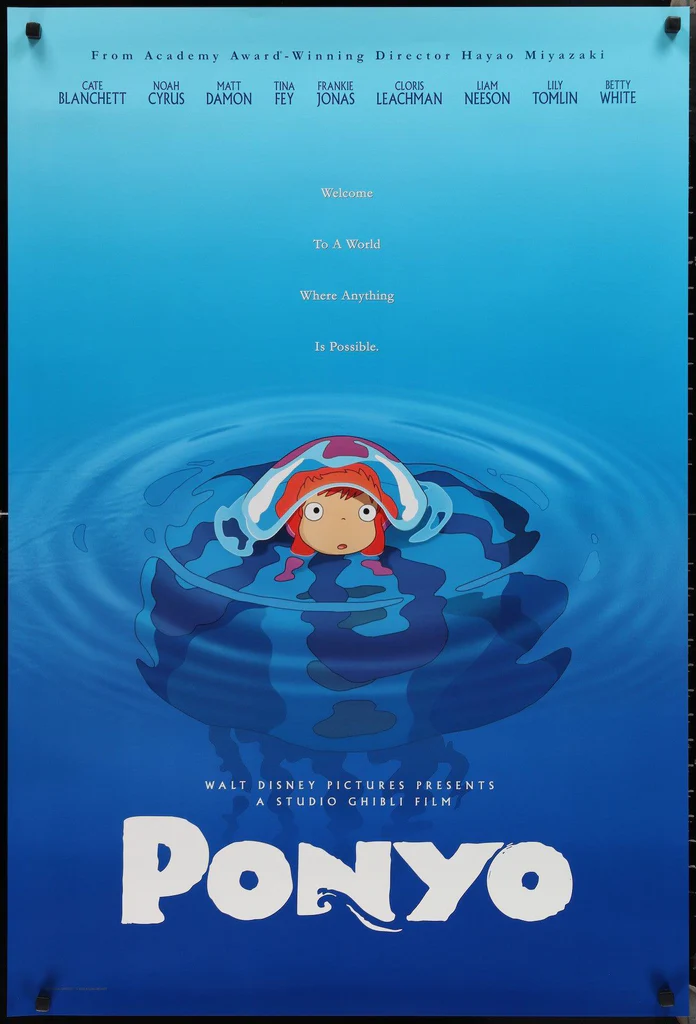 From Academy Award®-Winning Director Hayao Miyazaki
CATE BLANCHETT NOAH CYRUS MATT DAMON TINA FEY FRANKIE JONAS CLORIS LEACHMAN LIAM NEESON LILY TOMLIN BETTY WHITE
Welcome
To A World
Where Anything
Is Possible.
WALT DISNEY PICTURES PRESENTS
A STUDIO GHIBLI FILM
PONYO